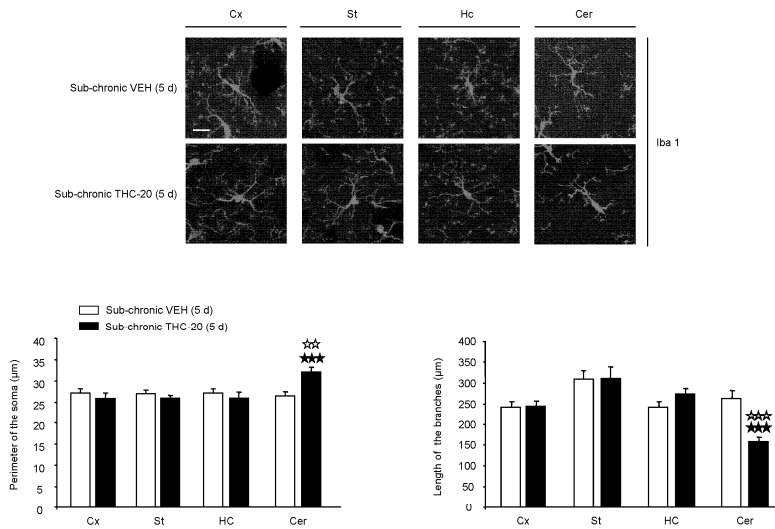 Cx St Hc Cer
Sub-chronic VEH (5 d)
Iba 1
Sub-chronic THC-20 (5 d)
Sub-chronic VEH (5 d)
Sub-chronic THC-20 (5 d)
Perimeter of the soma (µm)
40
35
30
25
20
15
10
5
0
Cx St HC Cer
Length of the branches (µm)
400
350
300
250
200
150
100
50
0
Cx St HC Cer